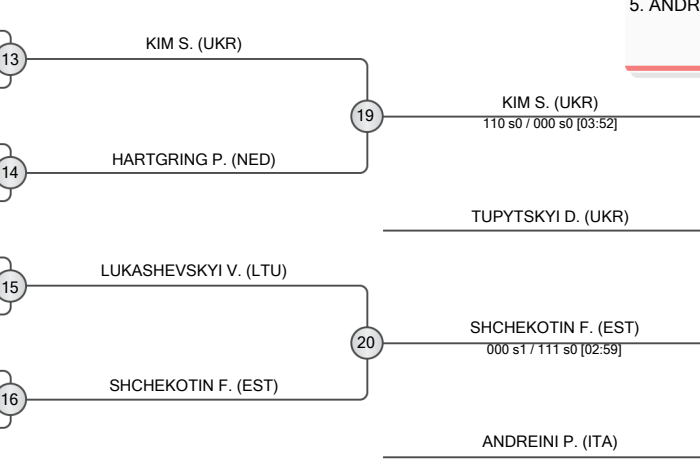 5. ANDR
KIM S. (UKR)
13
KIM S. (UKR)
19
110 s0 / 000 s0 [03:52]
HARTGRING P. (NED)
14
TUPYTSKYI D. (UKR)
LUKASHEVSKYI V. (LTU)
15
SHCHEKOTIN F. (EST)
20
000 s1 / 111 s0 [02:59]
SHCHEKOTIN F. (EST)
16
ANDREINI P. (ITA)